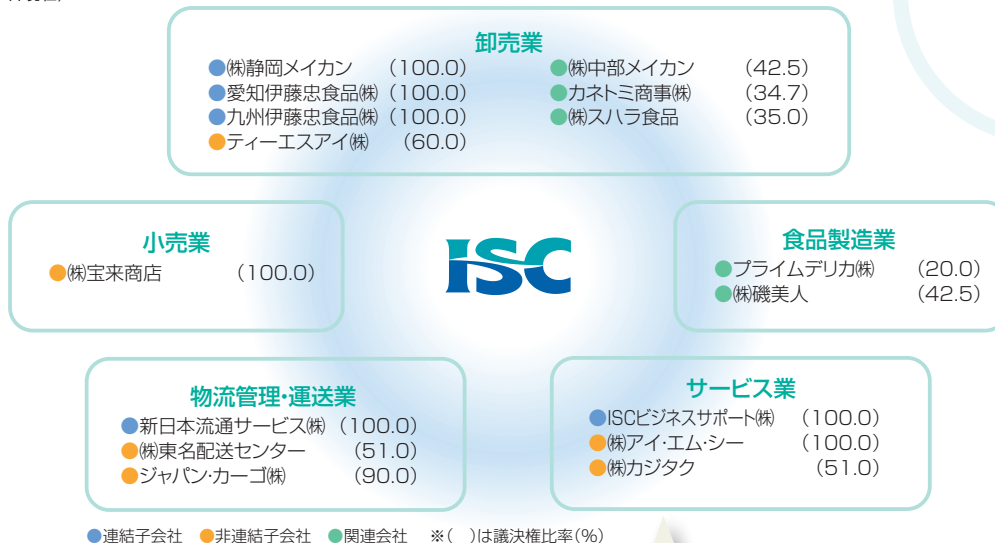 卸売業
●㈱静岡メイカン (100.0)
●愛知伊藤忠食品㈱ (100.0)
●九州伊藤忠食品㈱ (100.0)
●ティーエスアイ㈱ (60.0)
●㈱中部メイカン (42.5)
●カネトミ商事㈱ (34.7)
●㈱スハラ食品 (35.0)
小売業
●㈱宝来商店 (100.0)
ISC
食品製造業
●プライムデリカ㈱ (20.0)
●㈱磯美人 (42.5)
物流管理・運送業
●新日本流通サービス㈱ (100.0)
●㈱東名配送センター (51.0)
●ジャパン・カーゴ㈱ (90.0)
サービス業
●ISCビジネスサポート㈱ (100.0)
●㈱アイ・エム・シー (100.0)
●㈱カジタク (51.0)
●連結子会社 ●非連結子会社 ●関連会社 ※( )は議決権比率(%)